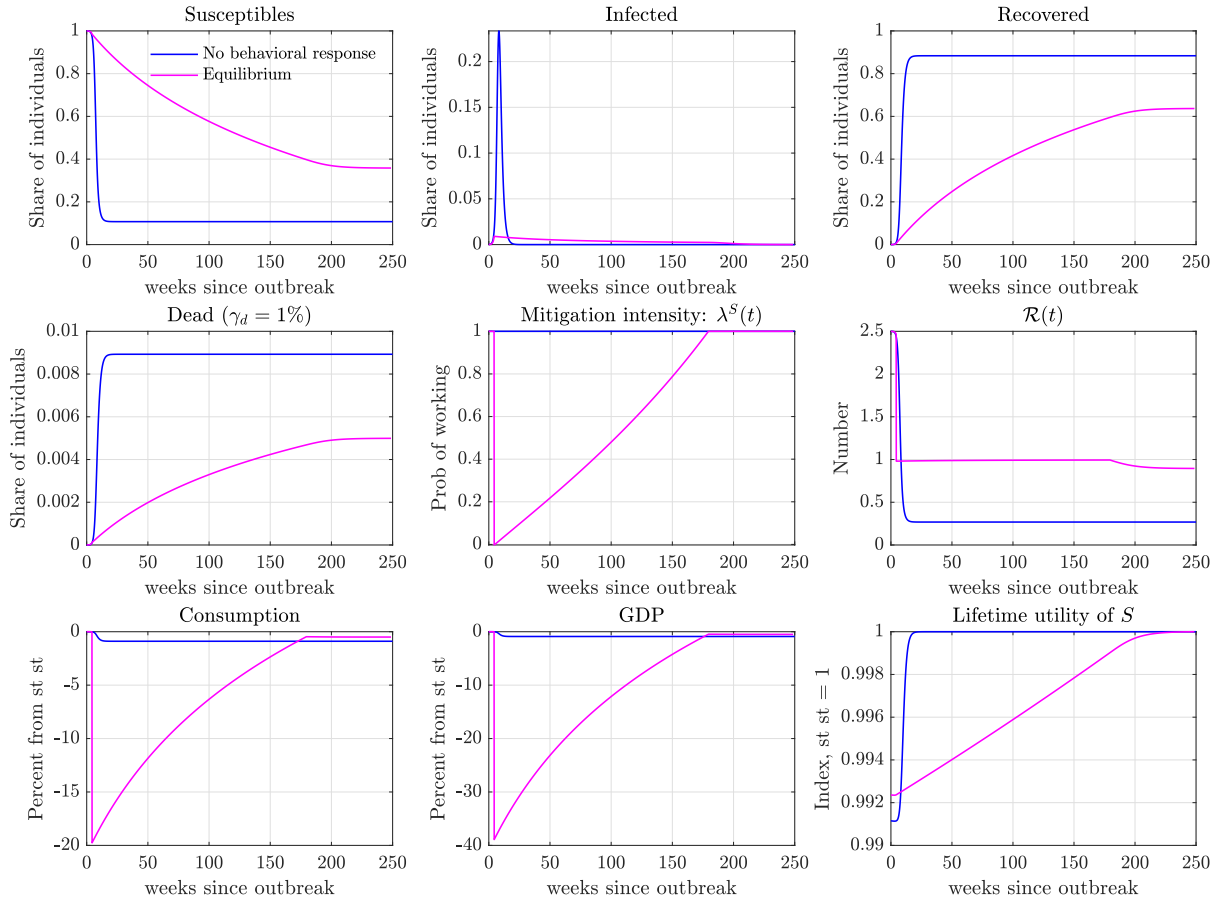 Susceptibles
Infected
Recovered
Share of individuals
1
0.8
0.6
0.4
0.2
0
No behavioral response
Equilibrium
0 50 100 150 200 250
weeks since outbreak
Share of individuals
0.2
0.15
0.1
0.05
0
0 50 100 150 200 250
weeks since outbreak
Share of individuals
1
0.8
0.6
0.4
0.2
0
0 50 100 150 200 250
weeks since outbreak
Dead (γ_d = 1%)
Mitigation intensity: λ^S(t)
ℛ(t)
Share of individuals
0.01
0.008
0.006
0.004
0.002
0
0 50 100 150 200 250
weeks since outbreak
Prob of working
1
0.8
0.6
0.4
0.2
0
0 50 100 150 200 250
weeks since outbreak
Number
2.5
2
1.5
1
0.5
0
0 50 100 150 200 250
weeks since outbreak
Consumption
GDP
Lifetime utility of S
Percent from st st
0
-5
-10
-15
-20
0 50 100 150 200 250
weeks since outbreak
Percent from st st
0
-10
-20
-30
-40
0 50 100 150 200 250
weeks since outbreak
Index, st st = 1
1
0.998
0.996
0.994
0.992
0.99
0 50 100 150 200 250
weeks since outbreak